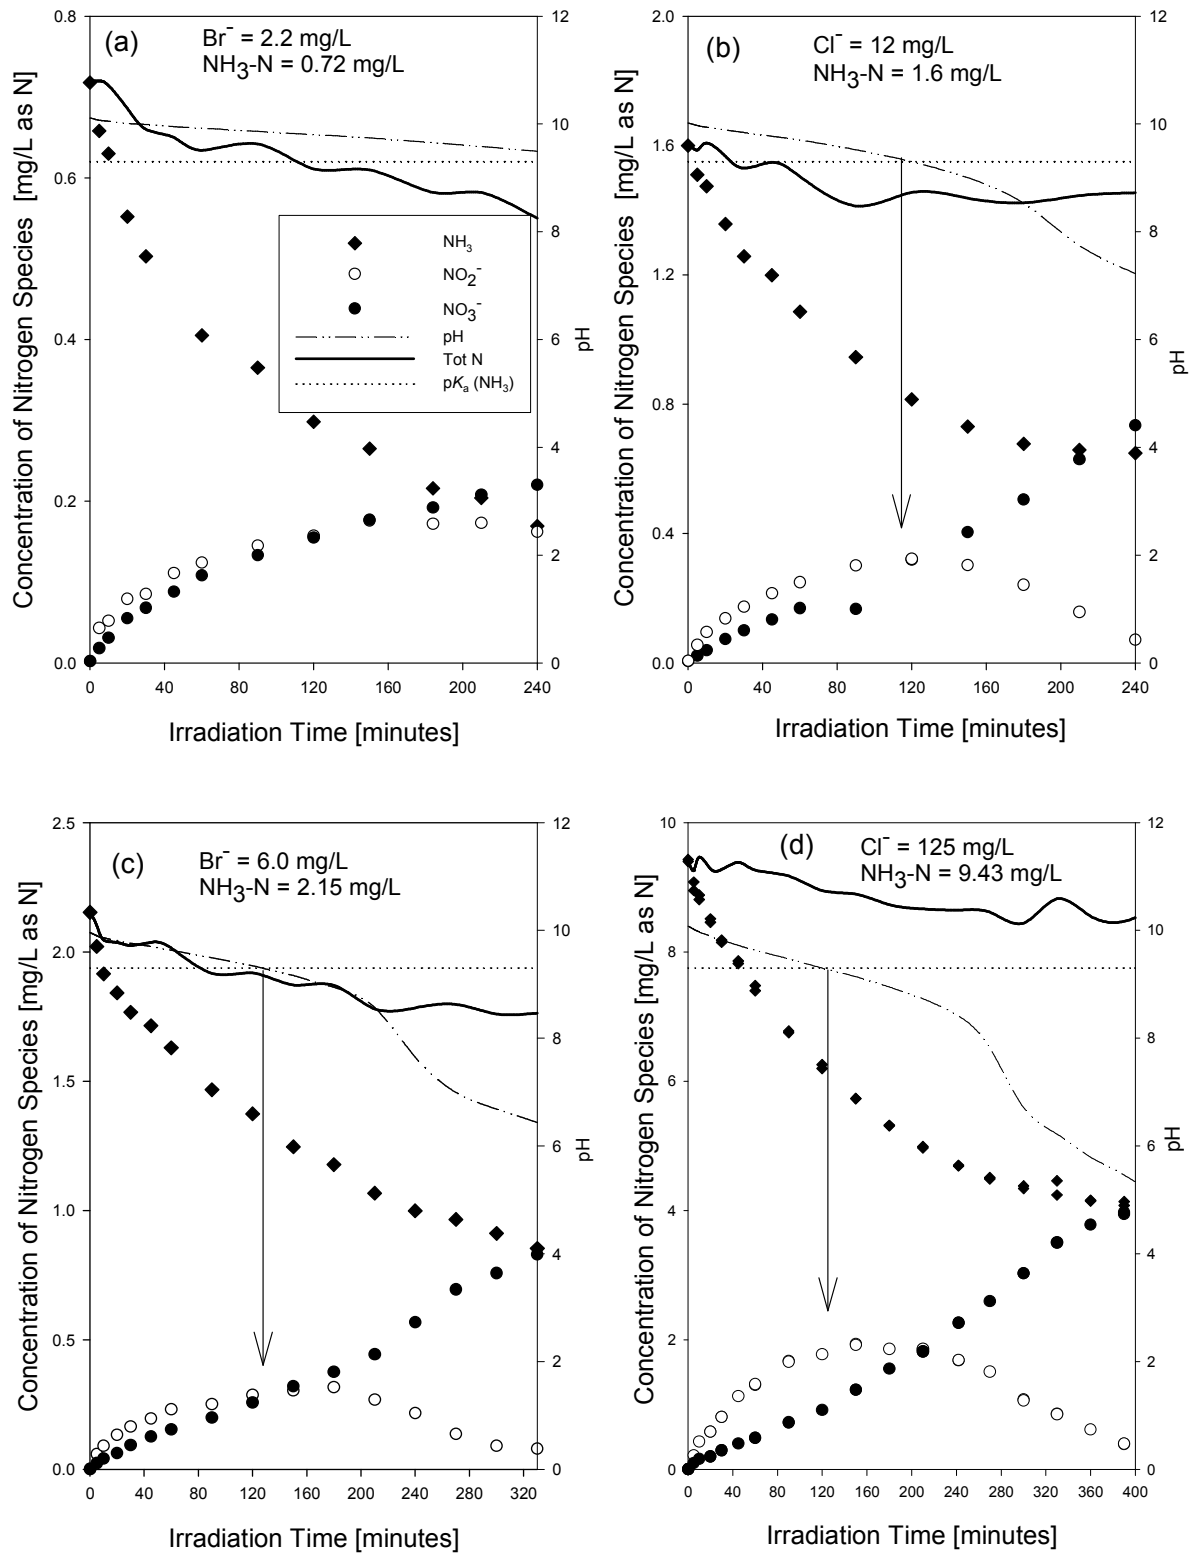 (a)
Br⁻ = 2.2 mg/L
NH₃-N = 0.72 mg/L
Concentration of Nitrogen Species [mg/L as N]
0.8
0.6
0.4
0.2
0.0
12
10
8
6
4
2
0
pH
NH₃
NO₂⁻
NO₃⁻
pH
Tot N
pKₐ (NH₃)
0 40 80 120 160 200 240
Irradiation Time [minutes]
(b)
Cl⁻ = 12 mg/L
NH₃-N = 1.6 mg/L
Concentration of Nitrogen Species [mg/L as N]
2.0
1.6
1.2
0.8
0.4
0.0
12
10
8
6
4
2
0
pH
0 40 80 120 160 200 240
Irradiation Time [minutes]
(c)
Br⁻ = 6.0 mg/L
NH₃-N = 2.15 mg/L
Concentration of Nitrogen Species [mg/L as N]
2.5
2.0
1.5
1.0
0.5
0.0
12
10
8
6
4
2
0
pH
0 40 80 120 160 200 240 280 320
Irradiation Time [minutes]
(d)
Cl⁻ = 125 mg/L
NH₃-N = 9.43 mg/L
Concentration of Nitrogen Species [mg/L as N]
10
8
6
4
2
0
12
10
8
6
4
2
0
pH
0 40 80 120 160 200 240 280 320 360 400
Irradiation Time [minutes]